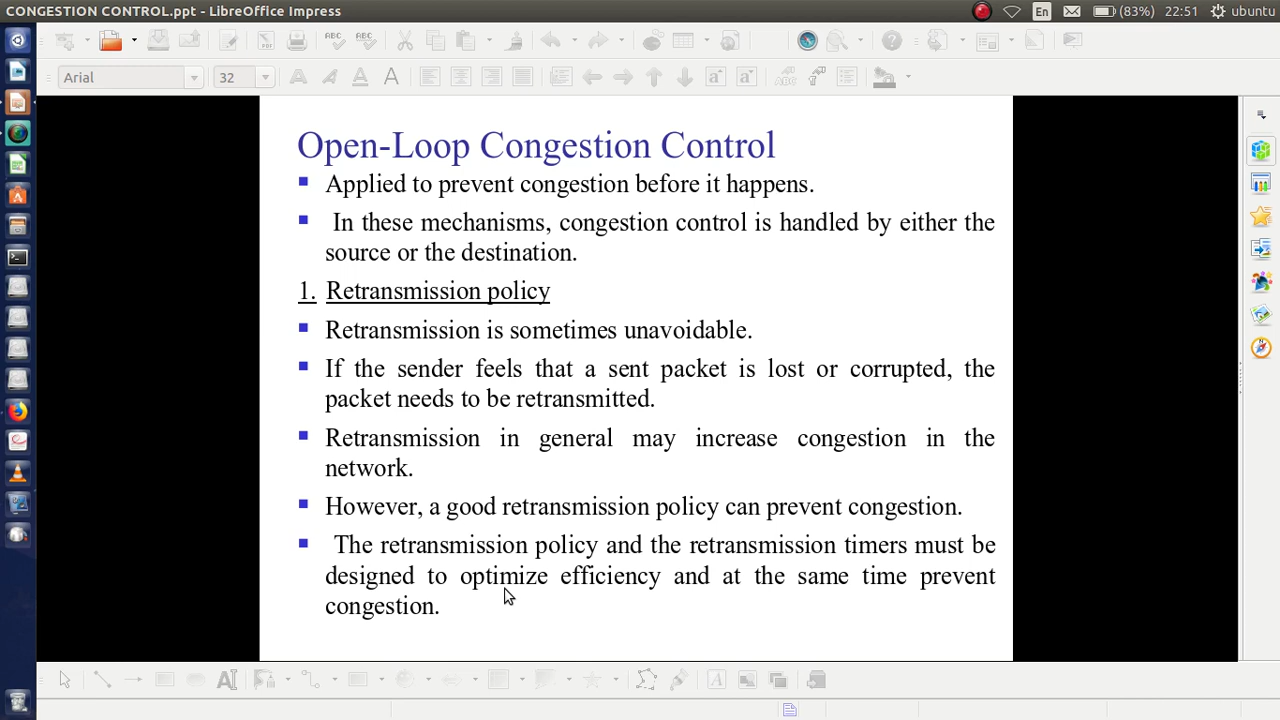 CONGESTION CONTROL.ppt - LibreOffice Impress
En
(83%)
22:51
ubuntu
Arial
32
Open-Loop Congestion Control
Applied to prevent congestion before it happens.
In these mechanisms, congestion control is handled by either the
source or the destination.
1. Retransmission policy
Retransmission is sometimes unavoidable.
If the sender feels that a sent packet is lost or corrupted, the
packet needs to be retransmitted.
Retransmission in general may increase congestion in the
network.
However, a good retransmission policy can prevent congestion.
The retransmission policy and the retransmission timers must be
designed to optimize efficiency and at the same time prevent
congestion.